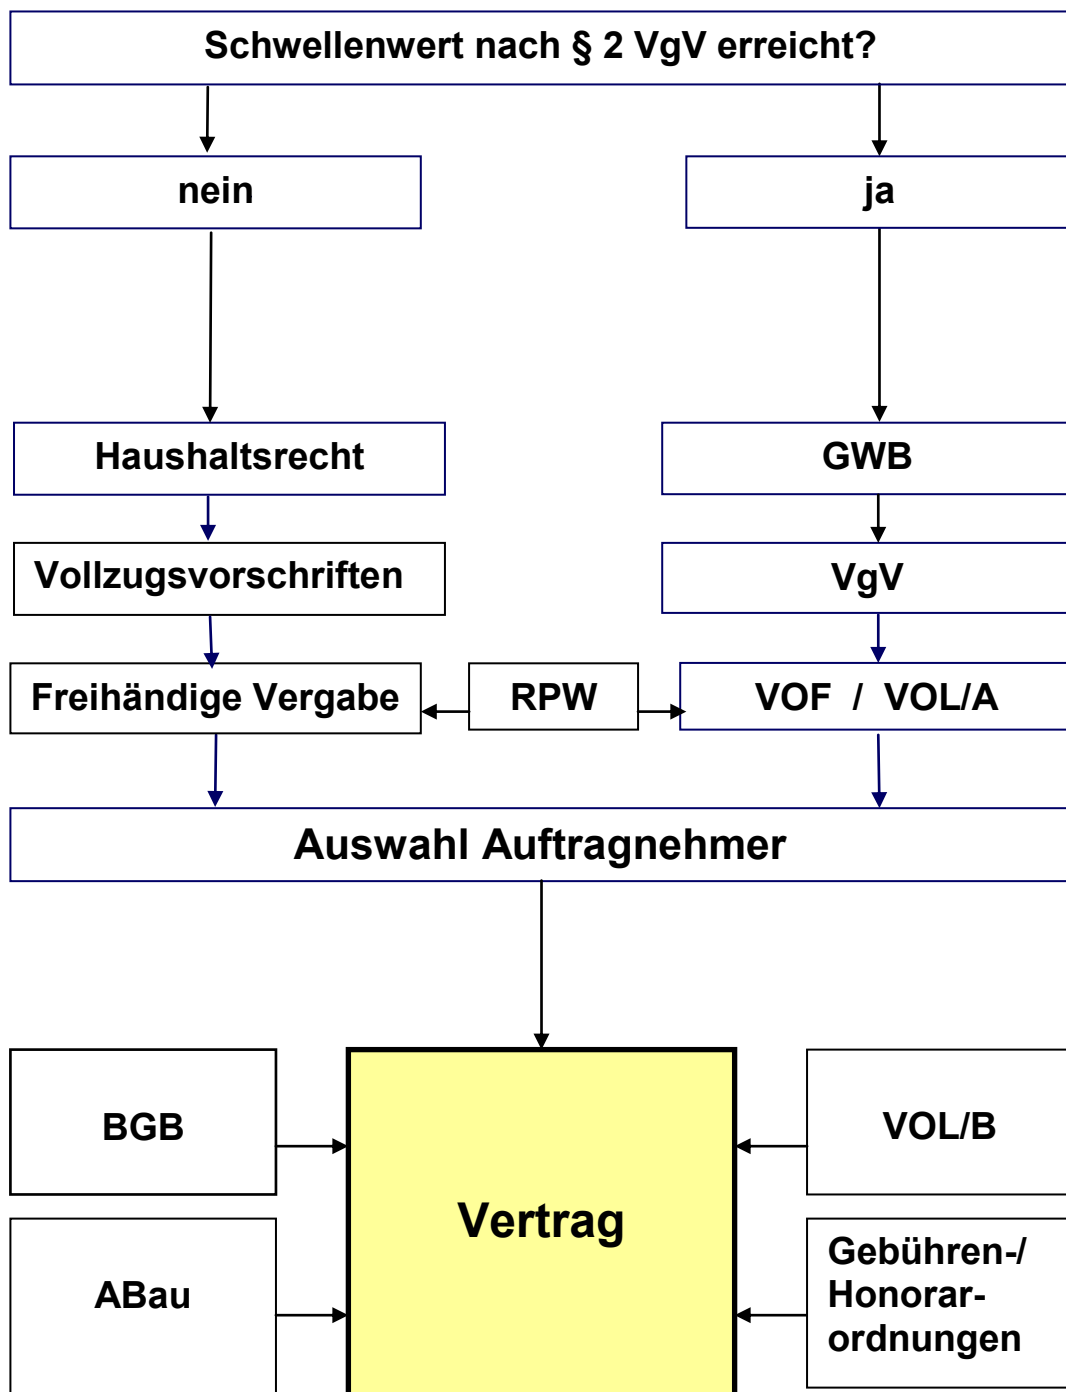 Schwellenwert nach § 2 VgV erreicht?
nein
ja
Haushaltsrecht
GWB
Vollzugsvorschriften
VgV
Freihändige Vergabe
RPW
VOF / VOL/A
Auswahl Auftragnehmer
BGB
VOL/B
Vertrag
ABau
Gebühren-/
Honorar-
ordnungen